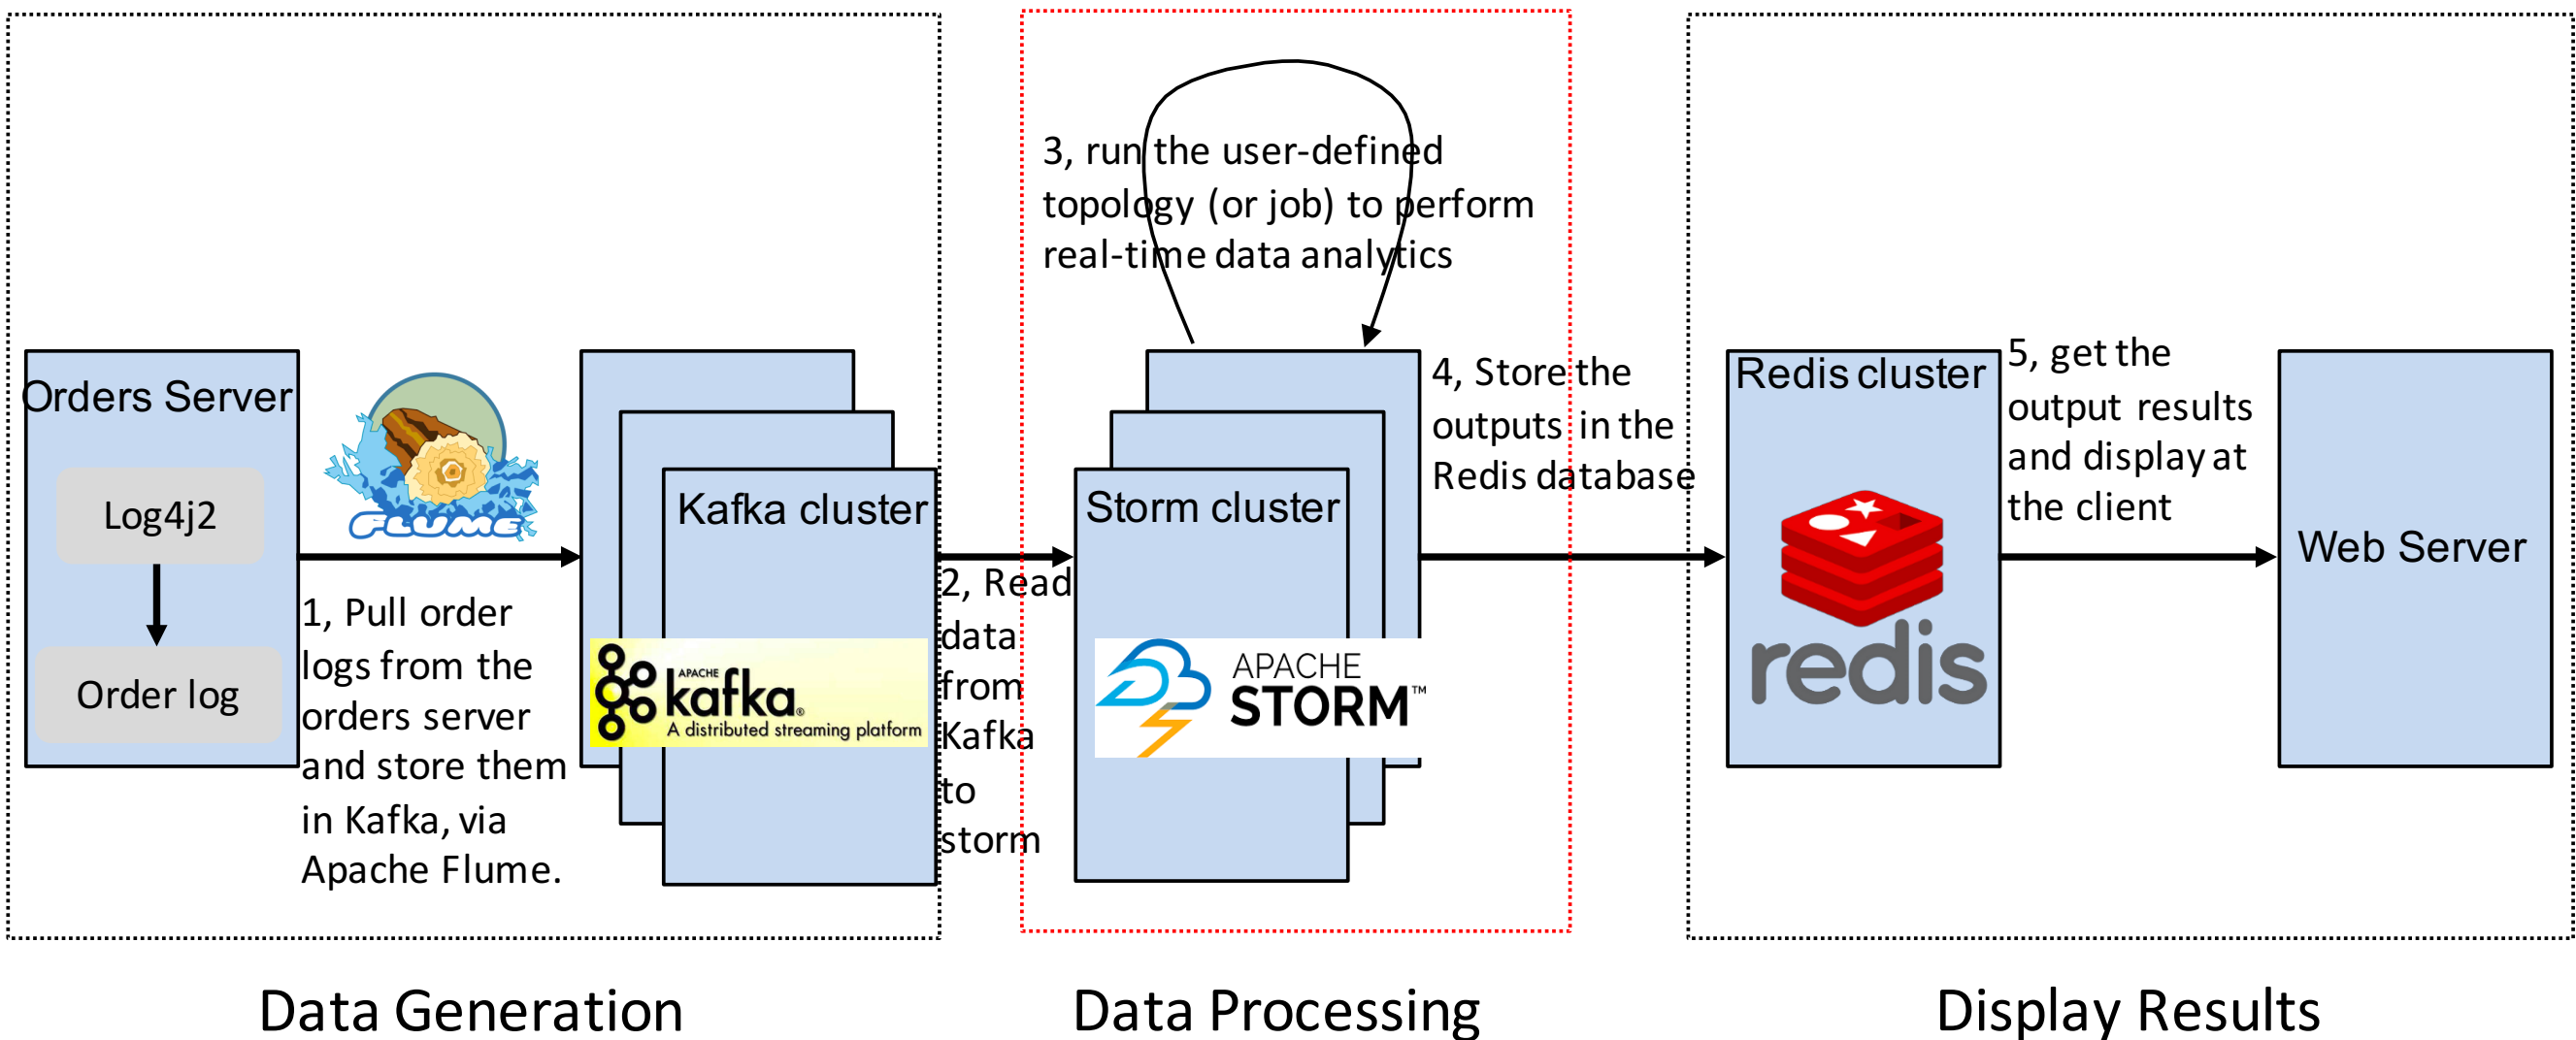 Orders Server
Log4j2
Order log
FLUME
1, Pull order
logs from the
orders server
and store them
in Kafka, via
Apache Flume.
Kafka cluster
APACHE
kafka®
A distributed streaming platform
2, Read
data
from
Kafka
to
storm
3, run the user-defined
topology (or job) to perform
real-time data analytics
Storm cluster
APACHE
STORM™
4, Store the
outputs in the
Redis database
Redis cluster
redis
5, get the
output results
and display at
the client
Web Server
Data Generation
Data Processing
Display Results